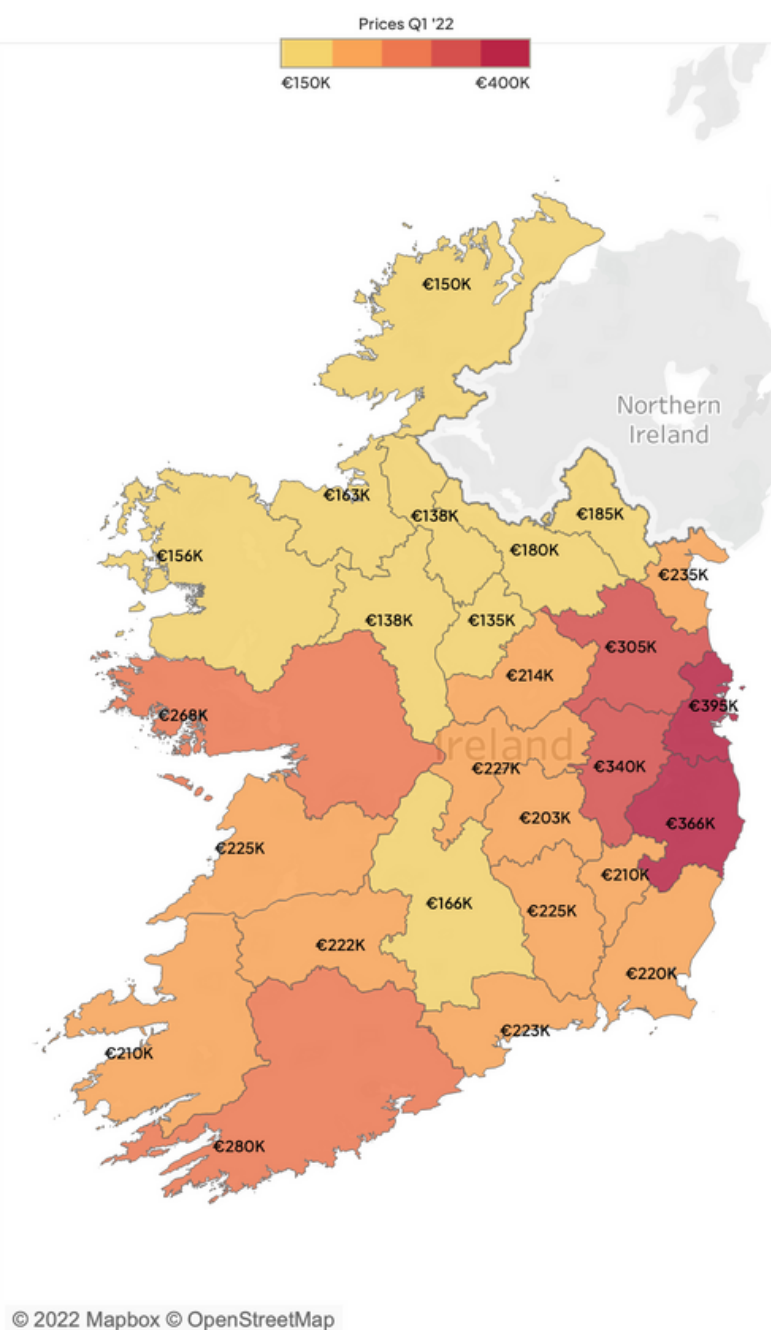 Prices Q1 '22
€150K
€400K
€150K
Northern
Ireland
€163K
€138K
€185K
€156K
€180K
€235K
€138K
€135K
€305K
€214K
€268K
€395K
Ireland
€227K
€340K
€203K
€366K
€225K
€210K
€166K
€225K
€222K
€220K
€223K
€210K
€280K
© 2022 Mapbox © OpenStreetMap